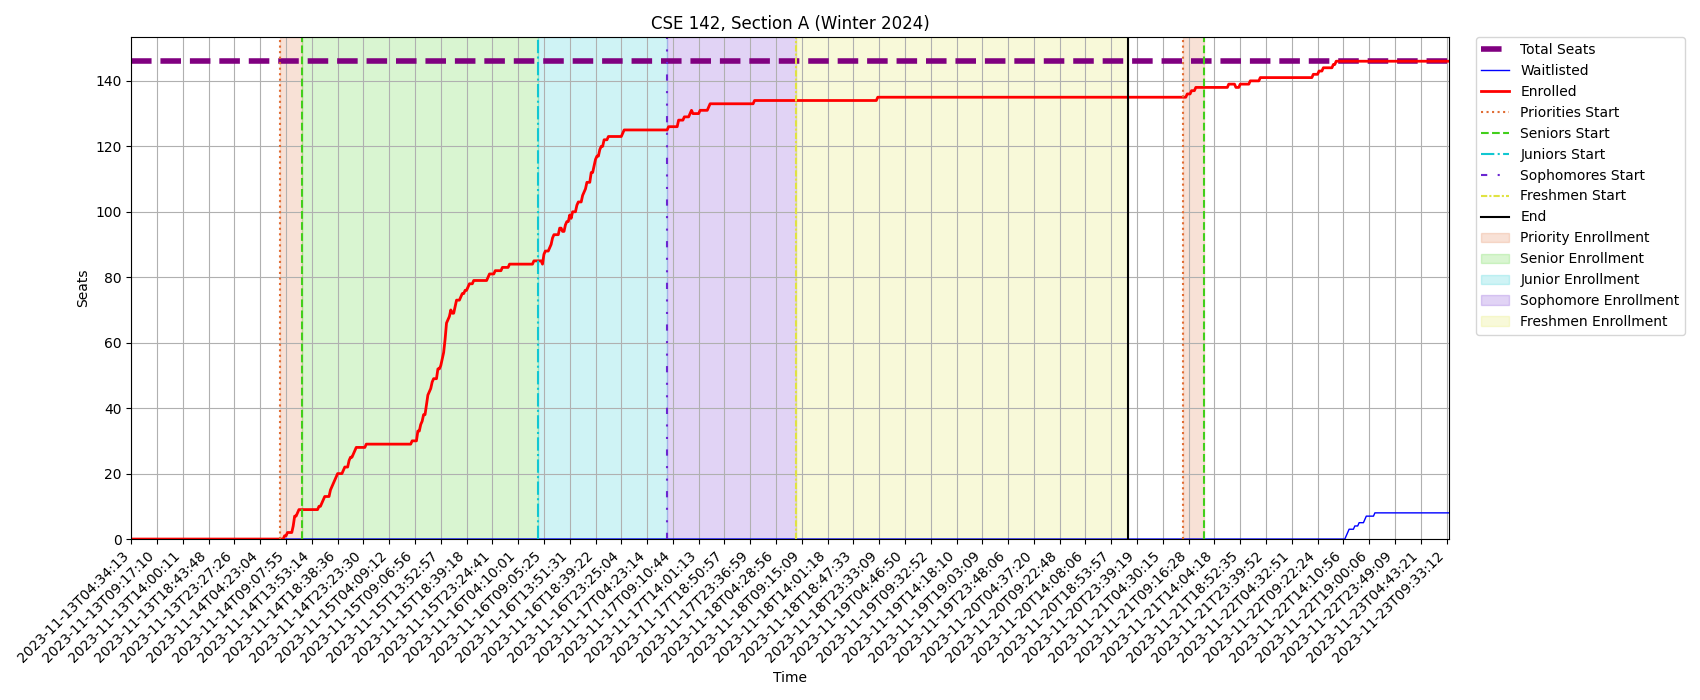 CSE 142, Section A (Winter 2024)
Seats
140
120
100
80
60
40
20
0
2023-11-13T04:34:13
2023-11-13T09:17:10
2023-11-13T14:00:11
2023-11-13T18:43:48
2023-11-13T23:27:26
2023-11-14T04:23:04
2023-11-14T09:07:55
2023-11-14T13:53:14
2023-11-14T18:38:36
2023-11-14T23:23:30
2023-11-15T04:09:12
2023-11-15T09:06:56
2023-11-15T13:52:57
2023-11-15T18:39:18
2023-11-15T23:24:41
2023-11-16T04:10:01
2023-11-16T09:05:25
2023-11-16T13:51:31
2023-11-16T18:39:22
2023-11-16T23:25:04
2023-11-17T04:23:14
2023-11-17T09:10:44
2023-11-17T14:01:13
2023-11-17T18:50:57
2023-11-17T23:36:59
2023-11-18T04:28:56
2023-11-18T09:15:09
2023-11-18T14:01:18
2023-11-18T18:47:33
2023-11-18T23:33:09
2023-11-19T04:46:50
2023-11-19T09:32:52
2023-11-19T14:18:10
2023-11-19T19:03:09
2023-11-19T23:48:06
2023-11-20T04:37:20
2023-11-20T09:22:48
2023-11-20T14:08:06
2023-11-20T18:53:57
2023-11-20T23:39:19
2023-11-21T04:30:15
2023-11-21T09:16:28
2023-11-21T14:04:18
2023-11-21T18:52:35
2023-11-21T23:39:52
2023-11-22T04:32:51
2023-11-22T09:22:24
2023-11-22T14:10:56
2023-11-22T19:00:06
2023-11-22T23:49:09
2023-11-23T04:43:21
2023-11-23T09:33:12
Time
Total Seats
Waitlisted
Enrolled
Priorities Start
Seniors Start
Juniors Start
Sophomores Start
Freshmen Start
End
Priority Enrollment
Senior Enrollment
Junior Enrollment
Sophomore Enrollment
Freshmen Enrollment